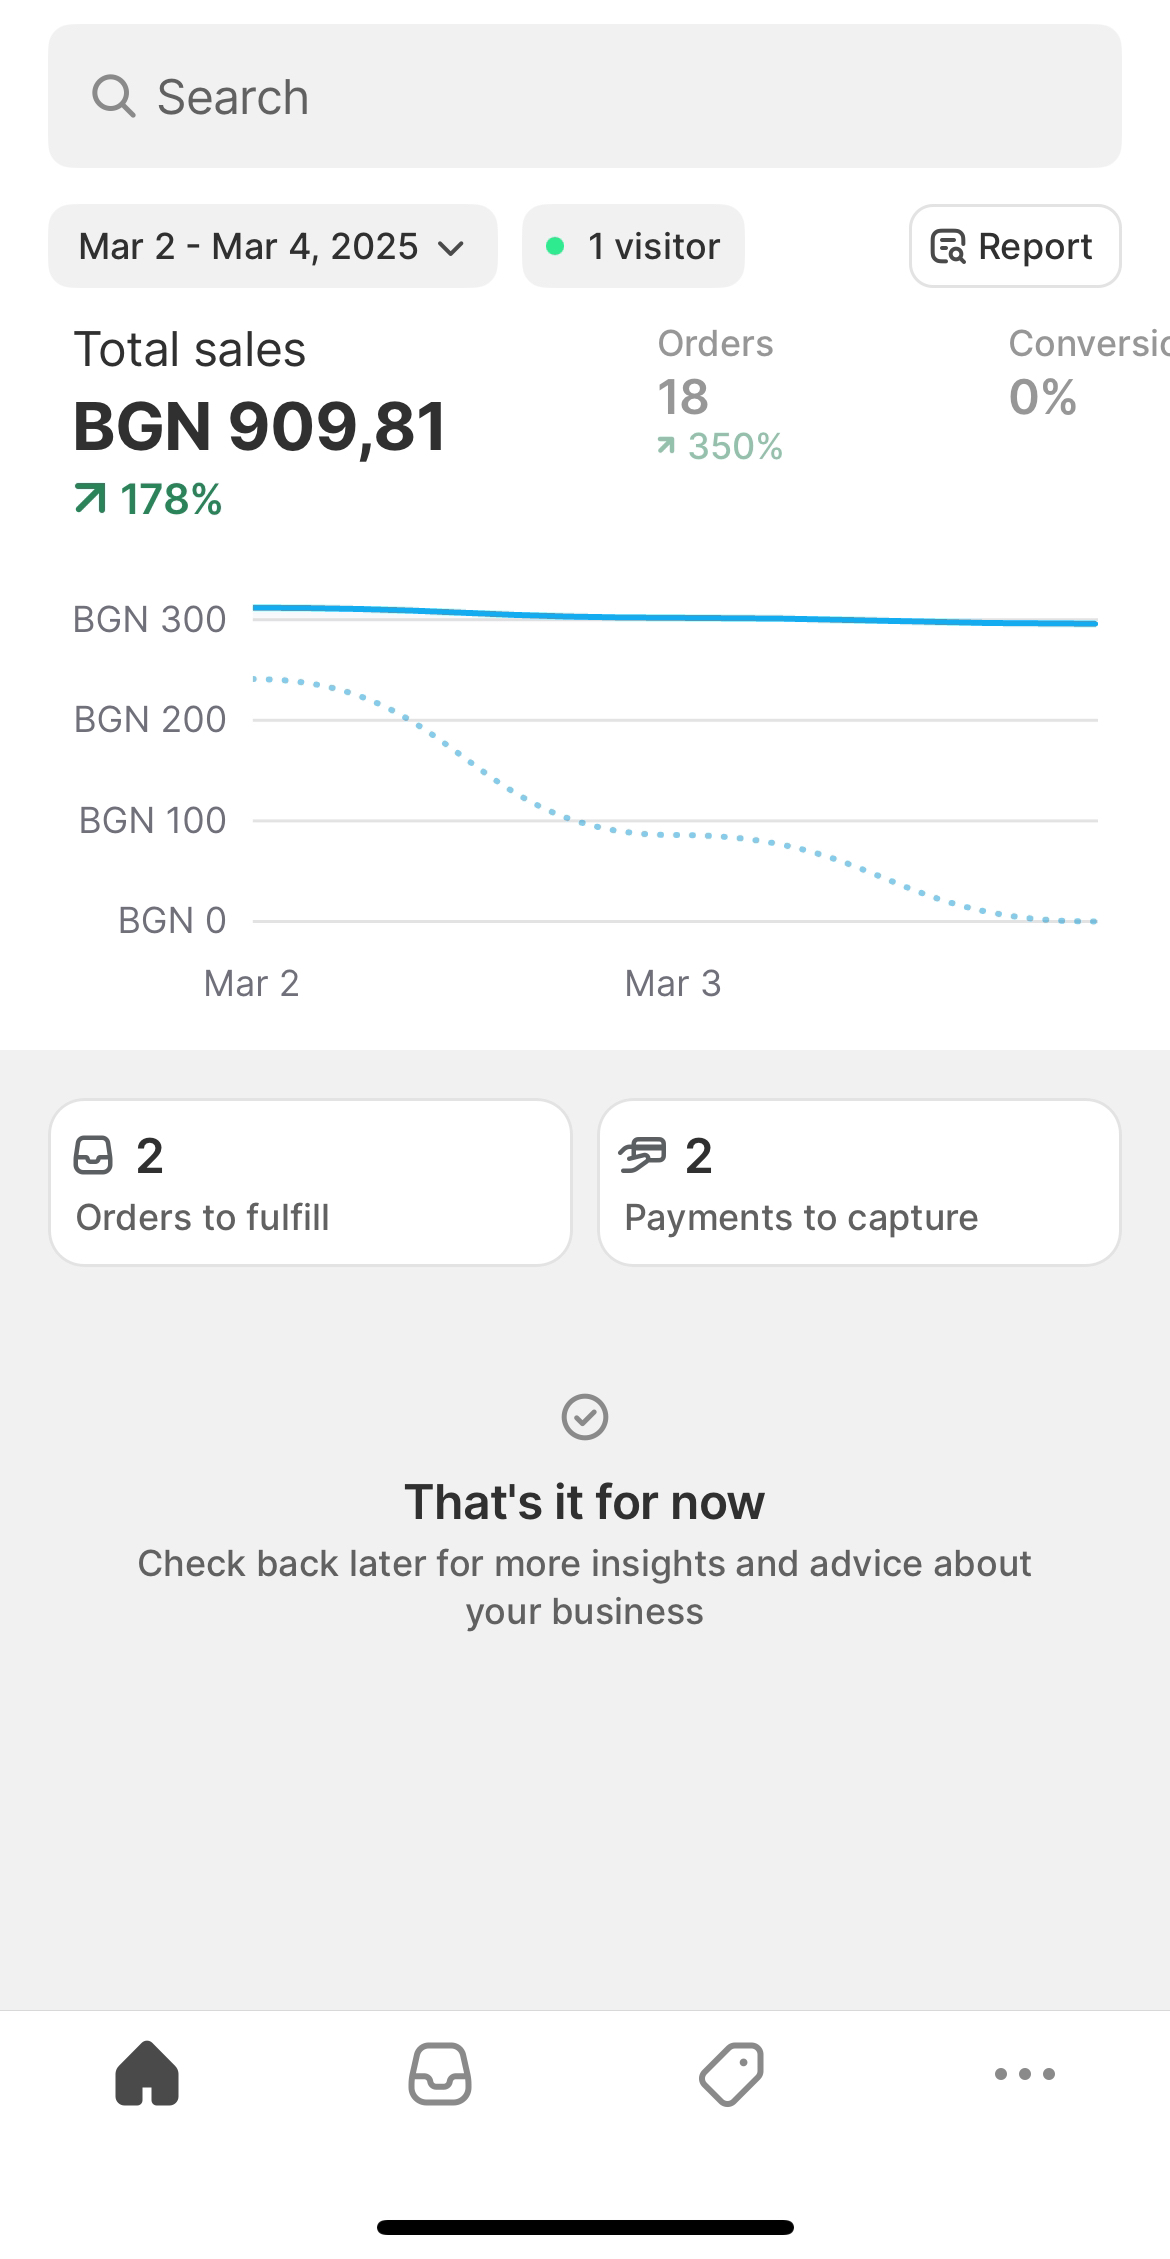 Search
Mar 2 - Mar 4, 2025
1 visitor
Report
Total sales
BGN 909,81
178%
Orders
18
350%
Conversio
0%
BGN 300
BGN 200
BGN 100
BGN 0
Mar 2
Mar 3
2
Orders to fulfill
2
Payments to capture
That's it for now
Check back later for more insights and advice about
your business